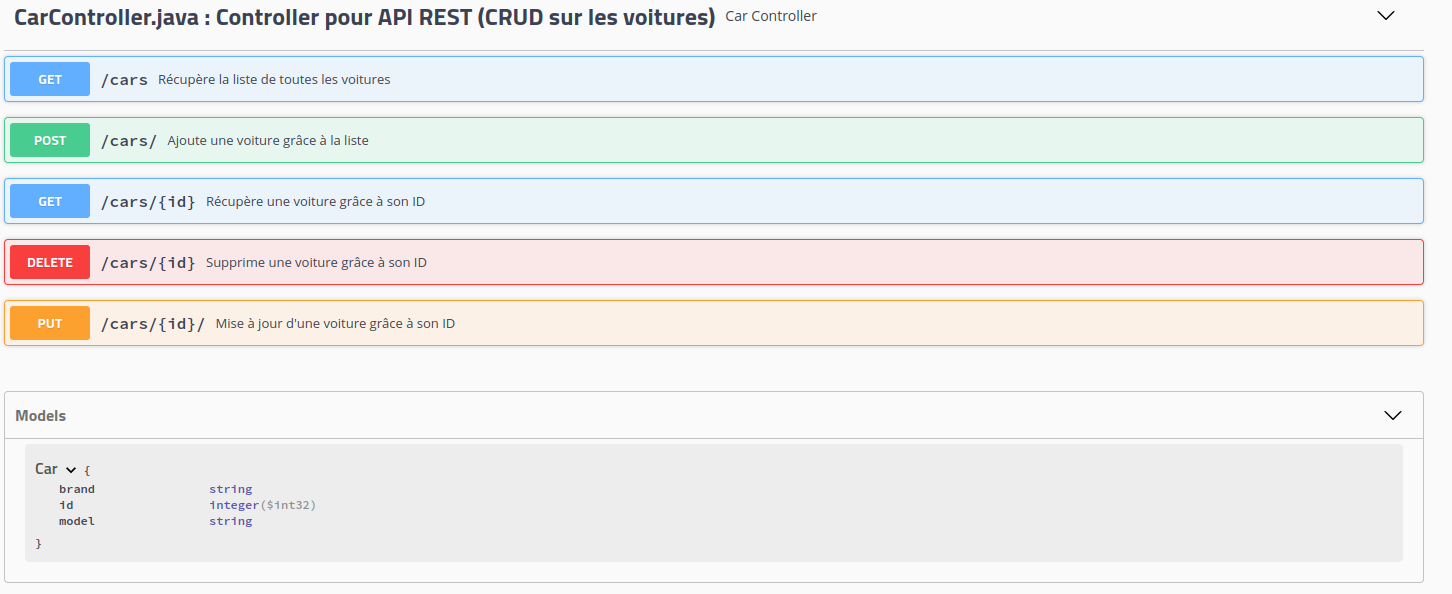 CarController.java : Controller pour API REST (CRUD sur les voitures) Car Controller
GET /cars Récupère la liste de toutes les voitures
POST /cars/ Ajoute une voiture grâce à la liste
GET /cars/{id} Récupère une voiture grâce à son ID
DELETE /cars/{id} Supprime une voiture grâce à son ID
PUT /cars/{id}/ Mise à jour d'une voiture grâce à son ID
Models
Car {
brand string
id integer($int32)
model string
}